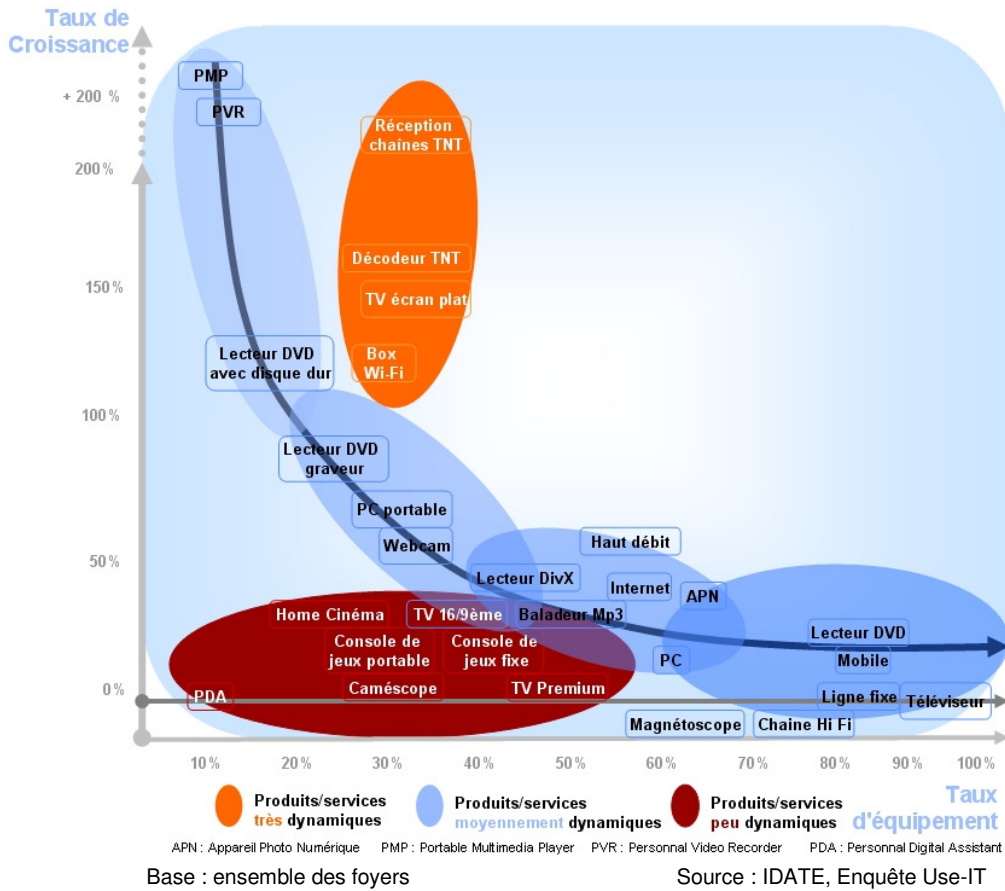 Taux de
Croissance
+ 200 %
200 %
150 %
100 %
50 %
0 %
PMP
PVR
Réception
chaînes TNT
Décodeur TNT
TV écran plat
Box
Wi-Fi
Lecteur DVD
avec disque dur
Lecteur DVD
graveur
PC portable
Webcam
Haut débit
Lecteur DivX
Internet
APN
Home Cinéma
TV 16/9ème
Baladeur Mp3
Console de
jeux portable
Console de
jeux fixe
PC
Lecteur DVD
Mobile
PDA
Caméscope
TV Premium
Ligne fixe
Téléviseur
Magnétoscope
Chaine Hi Fi
10 %
20 %
30 %
40 %
50 %
60 %
70 %
80 %
90 %
100 %
Taux
d'équipement
Produits/services
très dynamiques
Produits/services
moyennement dynamiques
Produits/services
peu dynamiques
APN : Appareil Photo Numérique PMP : Portable Multimedia Player PVR : Personnal Video Recorder PDA : Personnal Digital Assistant
Base : ensemble des foyers
Source : IDATE, Enquête Use-IT